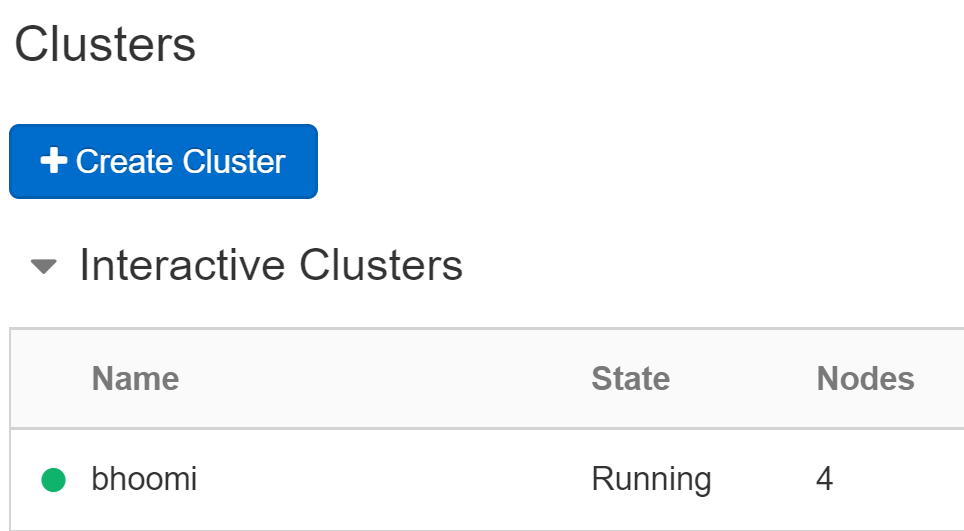 Clusters
Create Cluster
Interactive Clusters
Name State Nodes
bhoomi Running 4